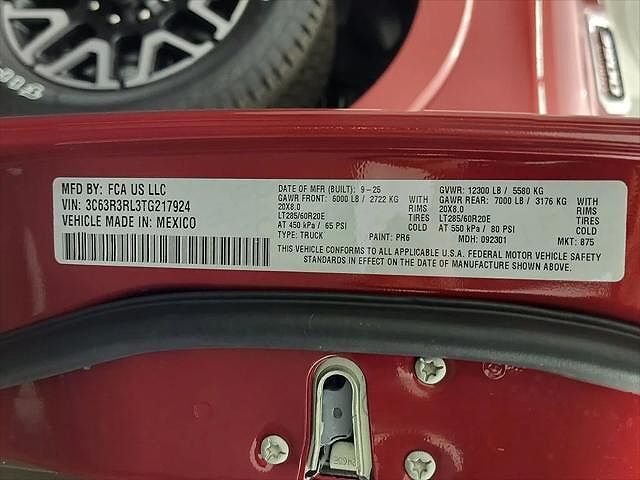 MFD BY: FCA US LLC
VIN: 3C63R3RL3TG217924
VEHICLE MADE IN: MEXICO
DATE OF MFR (BUILT): 9-25
GAWR FRONT: 6000 LB / 2722 KG WITH
20X8.0 RIMS
LT285/60R20E TIRES
AT 450 kPa / 65 PSI COLD
TYPE: TRUCK PAINT: PR6
GVWR: 12300 LB / 5580 KG
GAWR REAR: 7000 LB / 3176 KG WITH
20X8.0 RIMS
LT285/60R20E TIRES
AT 550 kPa / 80 PSI COLD
MDH: 092301 MKT: 875
THIS VEHICLE CONFORMS TO ALL APPLICABLE U.S.A. FEDERAL MOTOR VEHICLE SAFETY
STANDARDS IN EFFECT ON THE DATE OF MANUFACTURE SHOWN ABOVE.